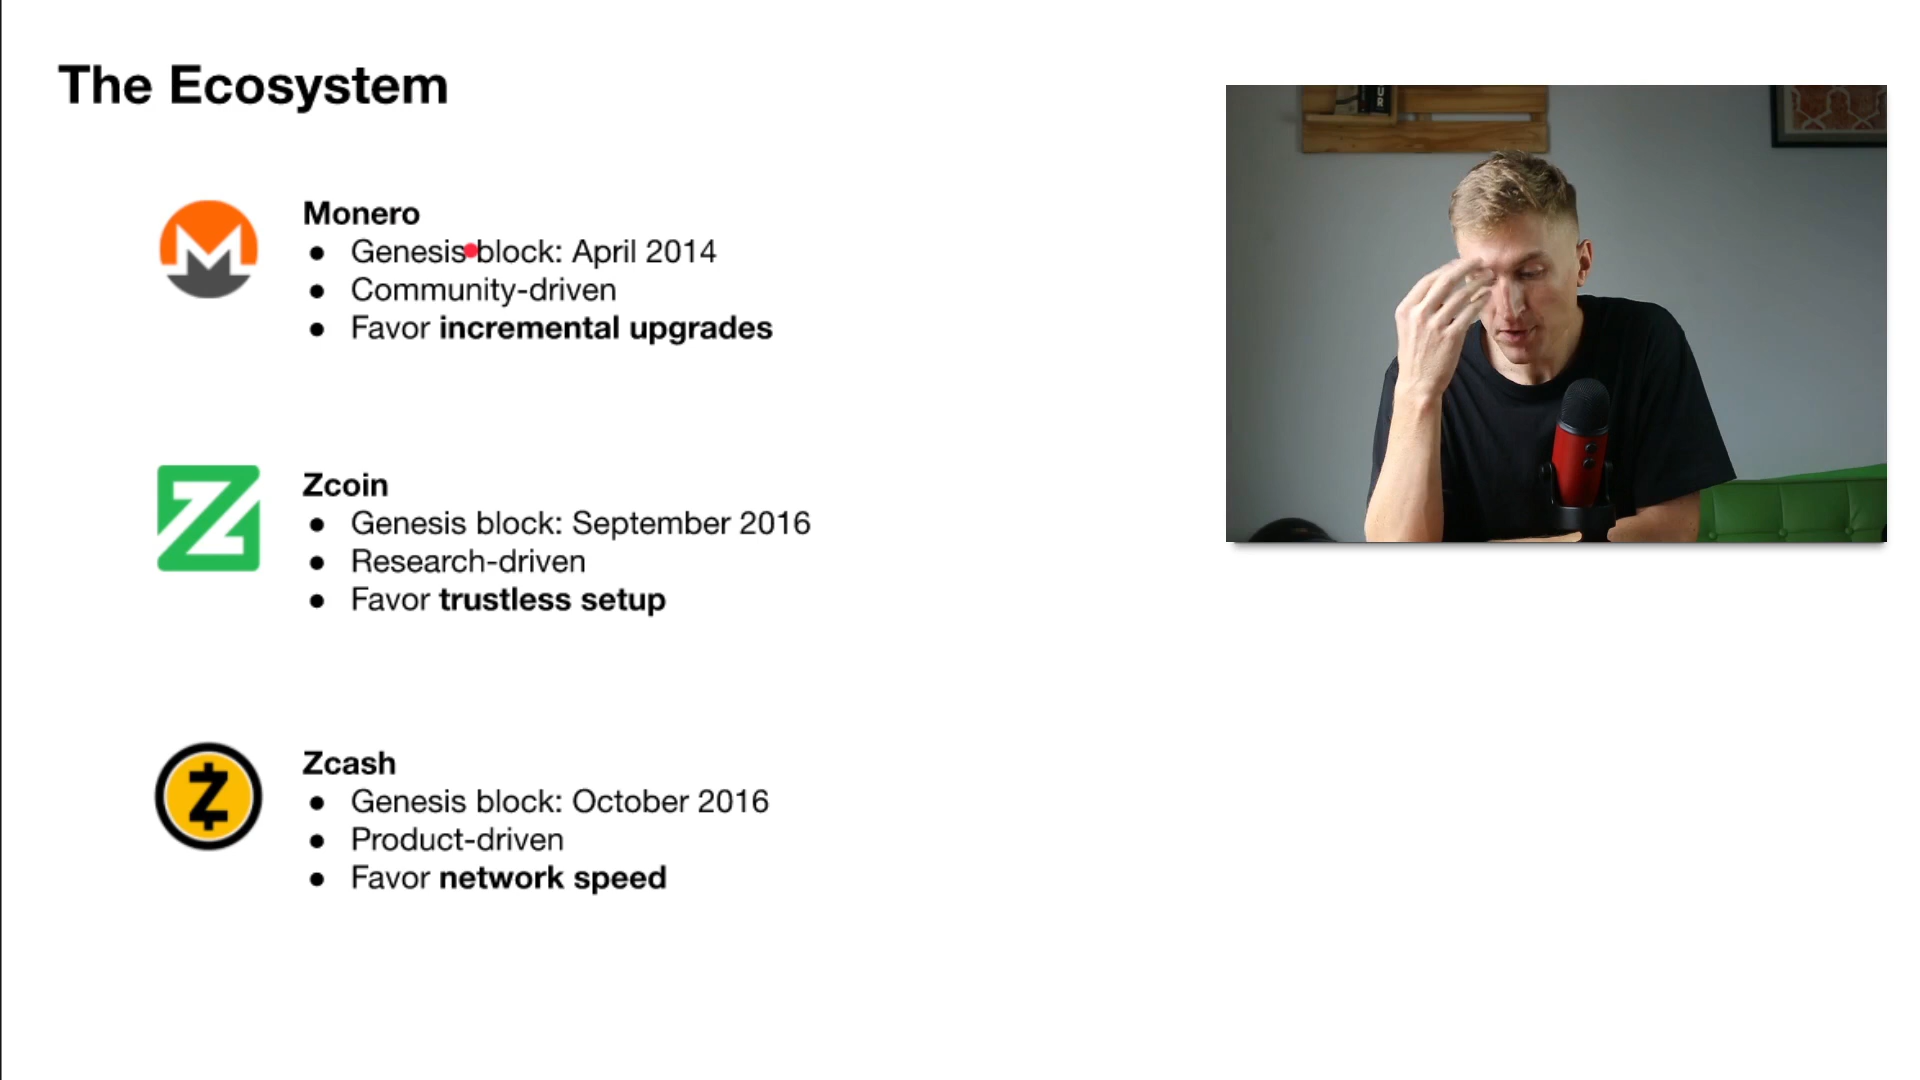 The Ecosystem
Monero
● Genesis block: April 2014
● Community-driven
● Favor incremental upgrades
Zcoin
● Genesis block: September 2016
● Research-driven
● Favor trustless setup
Zcash
● Genesis block: October 2016
● Product-driven
● Favor network speed